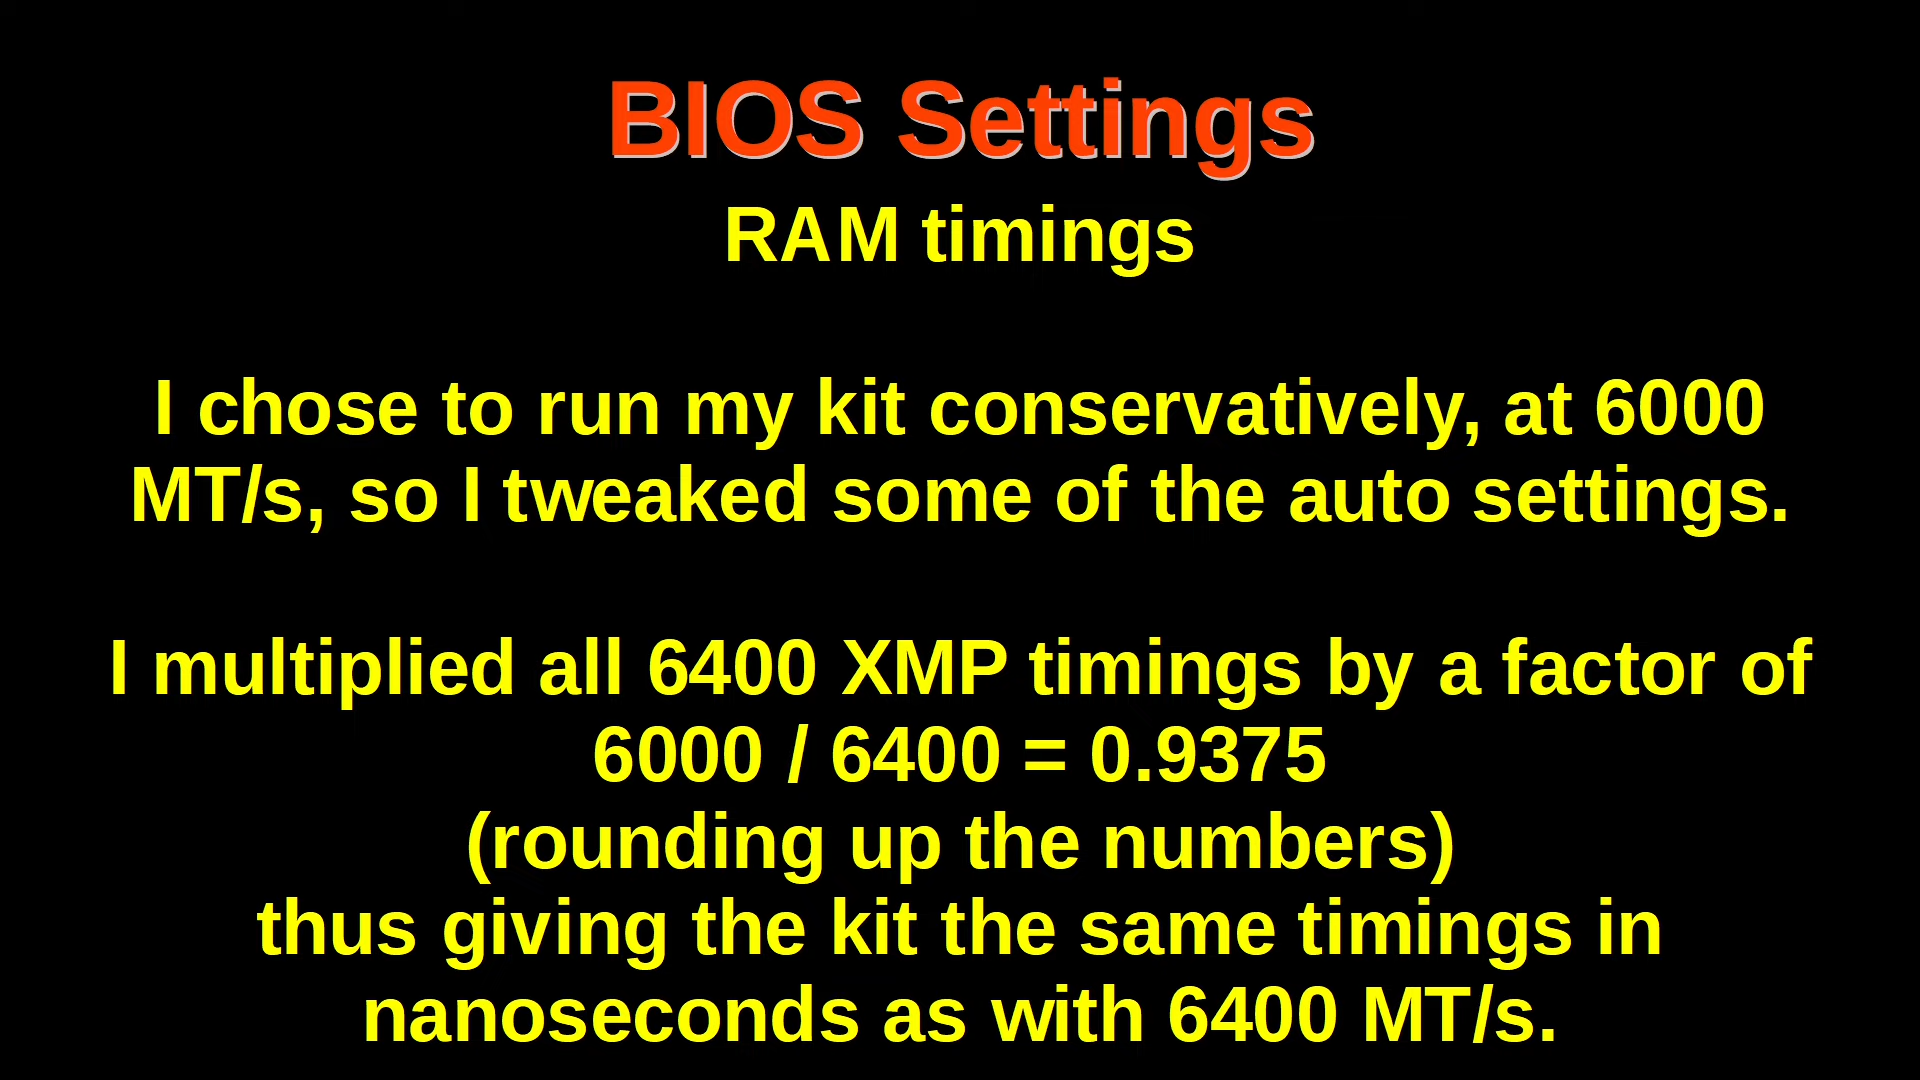 BIOS Settings
RAM timings
I chose to run my kit conservatively, at 6000
MT/s, so I tweaked some of the auto settings.
I multiplied all 6400 XMP timings by a factor of
6000 / 6400 = 0.9375
(rounding up the numbers)
thus giving the kit the same timings in
nanoseconds as with 6400 MT/s.